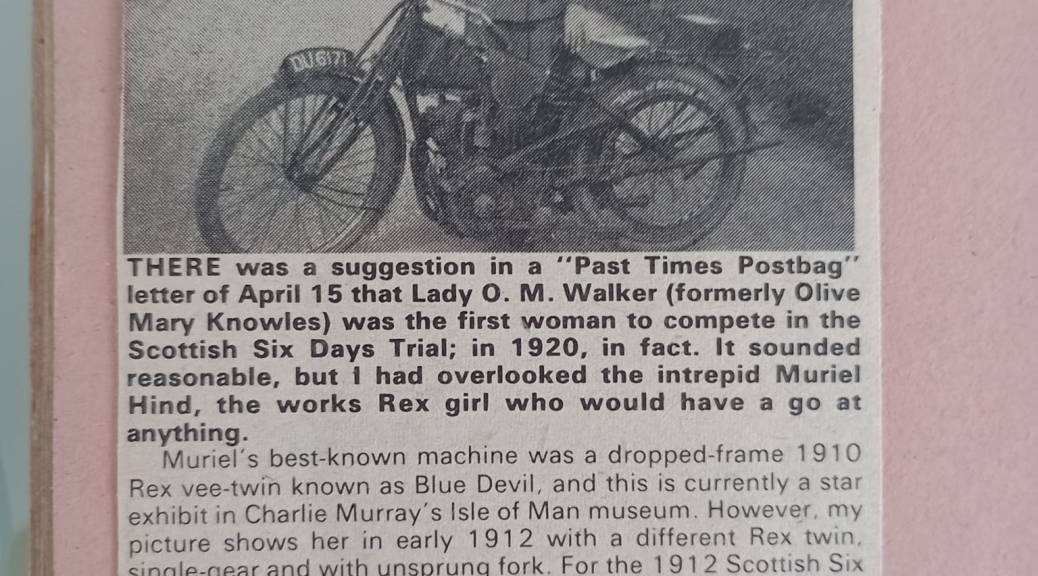 DU 6171
THERE was a suggestion in a "Past Times Postbag"
letter of April 15 that Lady O. M. Walker (formerly Olive
Mary Knowles) was the first woman to compete in the
Scottish Six Days Trial; in 1920, in fact. It sounded
reasonable, but I had overlooked the intrepid Muriel
Hind, the works Rex girl who would have a go at
anything.
Muriel's best-known machine was a dropped-frame 1910
Rex vee-twin known as Blue Devil, and this is currently a star
exhibit in Charlie Murray's Isle of Man museum. However, my
picture shows her in early 1912 with a different Rex twin,
single-gear and with unsprung fork. For the 1912 Scottish Six